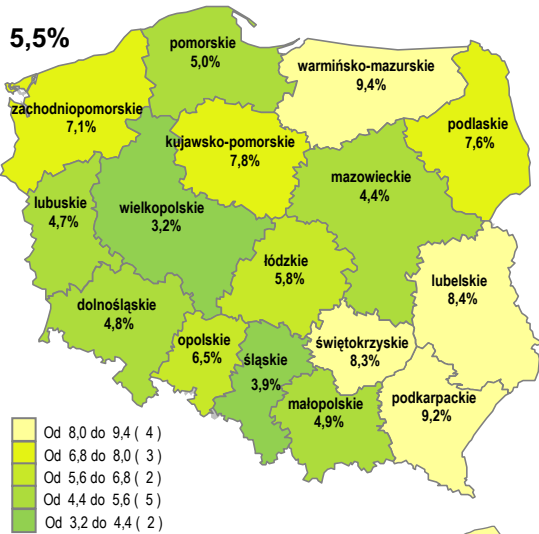 5,5%
pomorskie
5,0%
warmińsko-mazurskie
9,4%
zachodniopomorskie
7,1%
kujawsko-pomorskie
7,8%
podlaskie
7,6%
mazowieckie
4,4%
lubuskie
4,7%
wielkopolskie
3,2%
łódzkie
5,8%
lubelskie
8,4%
dolnośląskie
4,8%
opolskie
6,5%
śląskie
3,9%
świętokrzyskie
8,3%
małopolskie
4,9%
podkarpackie
9,2%
Od 8,0 do 9,4 ( 4 )
Od 6,8 do 8,0 ( 3 )
Od 5,6 do 6,8 ( 2 )
Od 4,4 do 5,6 ( 5 )
Od 3,2 do 4,4 ( 2 )